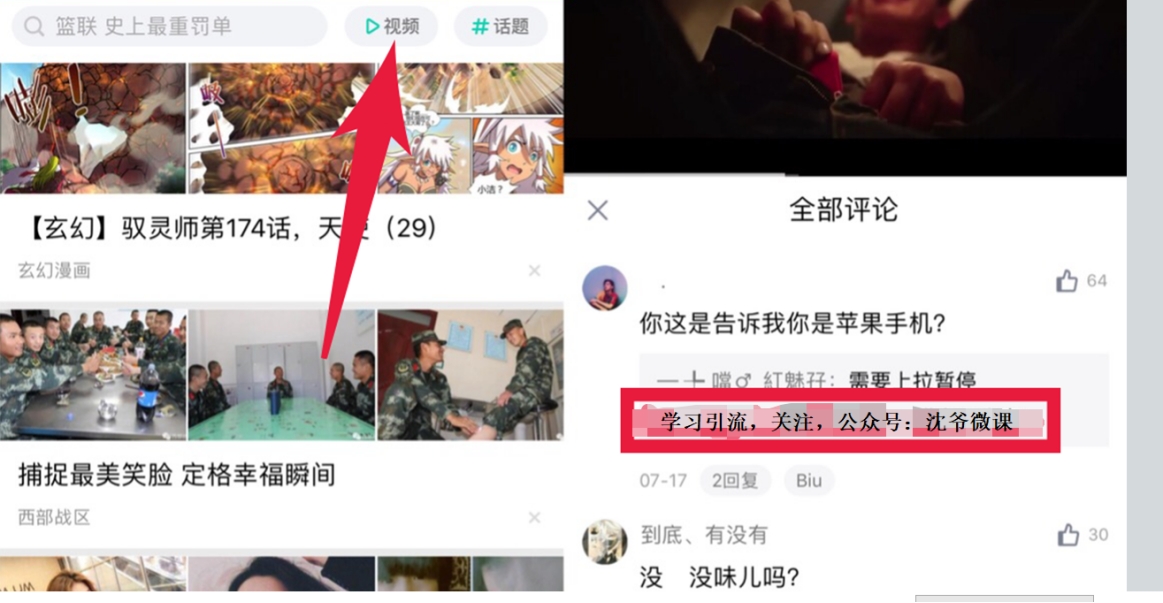 篮联 史上最重罚单
视频
# 话题
小洁？
【玄幻】驭灵师第174话，天使（29）
玄幻漫画
捕捉最美笑脸 定格幸福瞬间
西部战区
全部评论
.
64
你这是告诉我你是苹果手机？
噹♂ 紅魅孖：需要上拉暂停
学习引流，关注，公众号：沈爷微课
07-17 2回复 Biu
到底、有没有
30
没 没味儿吗？